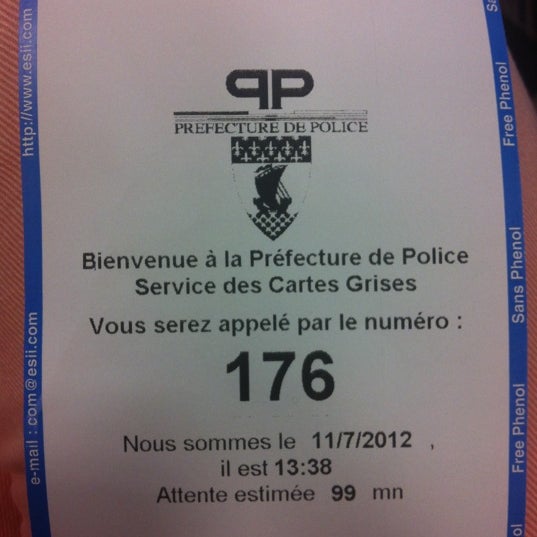 PP
PREFECTURE DE POLICE
Bienvenue à la Préfecture de Police
Service des Cartes Grises
Vous serez appelé par le numéro :
176
Nous sommes le 11/7/2012 ,
il est 13:38
Attente estimée 99 mn
http://www.esii.com
e-mail : com@esii.com
Sa
Free Phenol
Sans Phenol
Free Phenol
ol